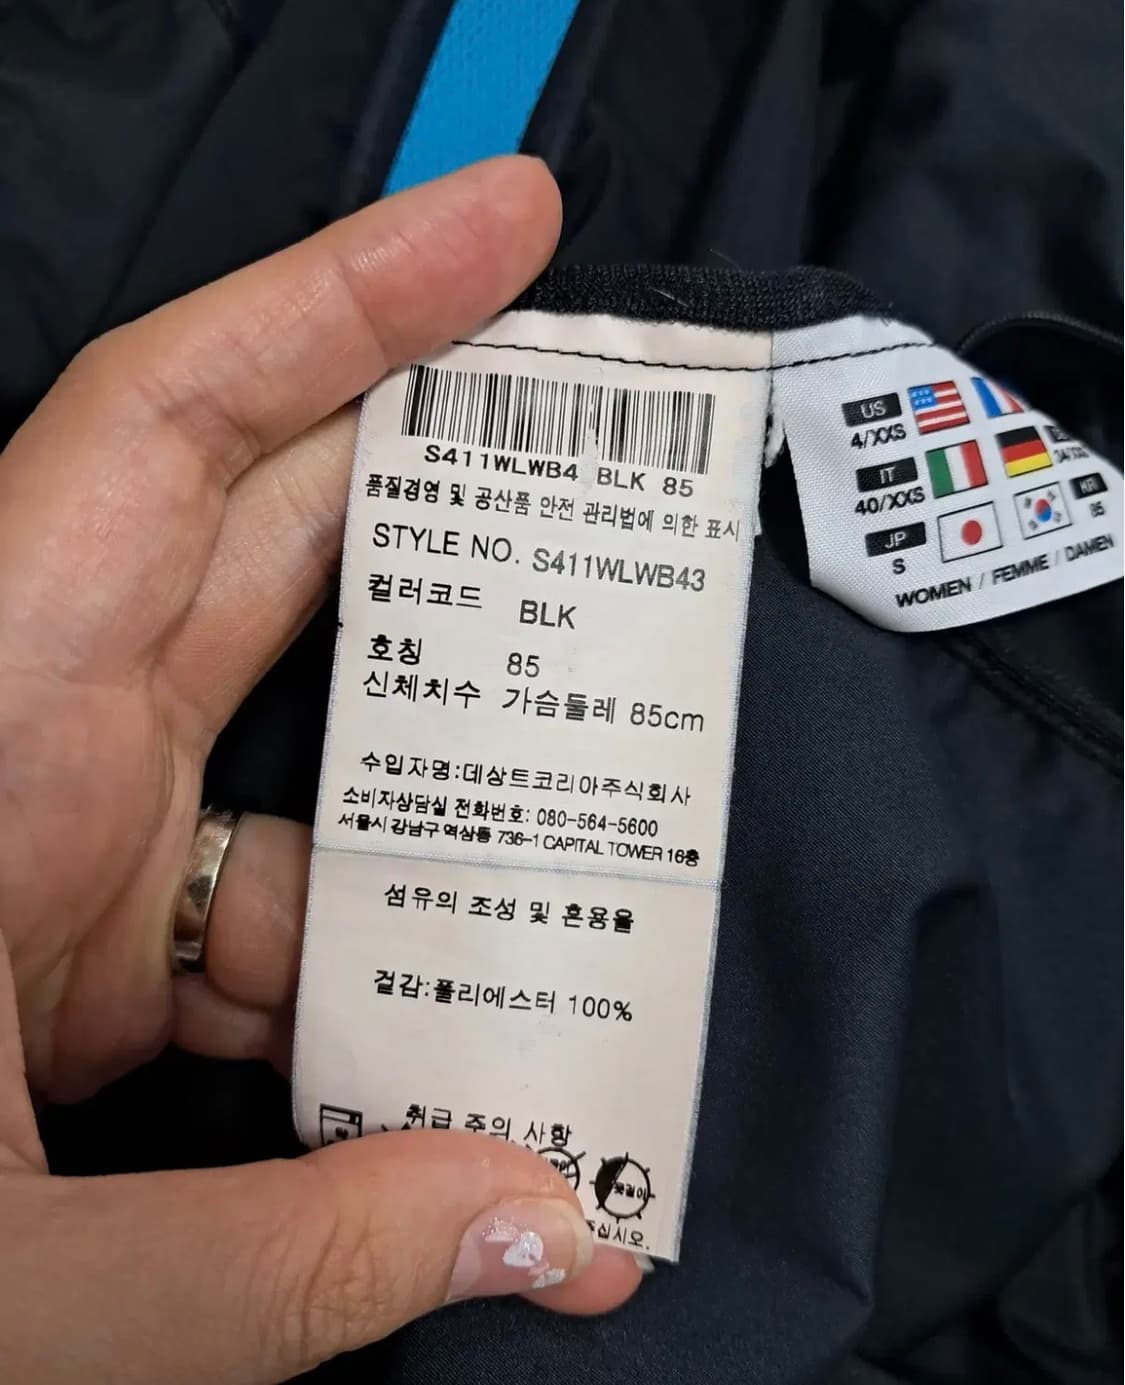 S411WLWB4 BLK 85
품질경영 및 공산품 안전 관리법에 의한 표시
STYLE NO. S411WLWB43
컬러코드 BLK
호칭 85
신체치수 가슴둘레 85cm
수입자명:데상트코리아주식회사
소비자상담실 전화번호: 080-564-5600
서울시 강남구 역삼동 736-1 CAPITAL TOWER 16층
섬유의 조성 및 혼용율
겉감:폴리에스터 100%
취급 주의 사항
옷걸이
십시오.
US
4/XXS
IT
40/XXS
JP
S
KR
85
WOMEN / FEMME / DAMEN